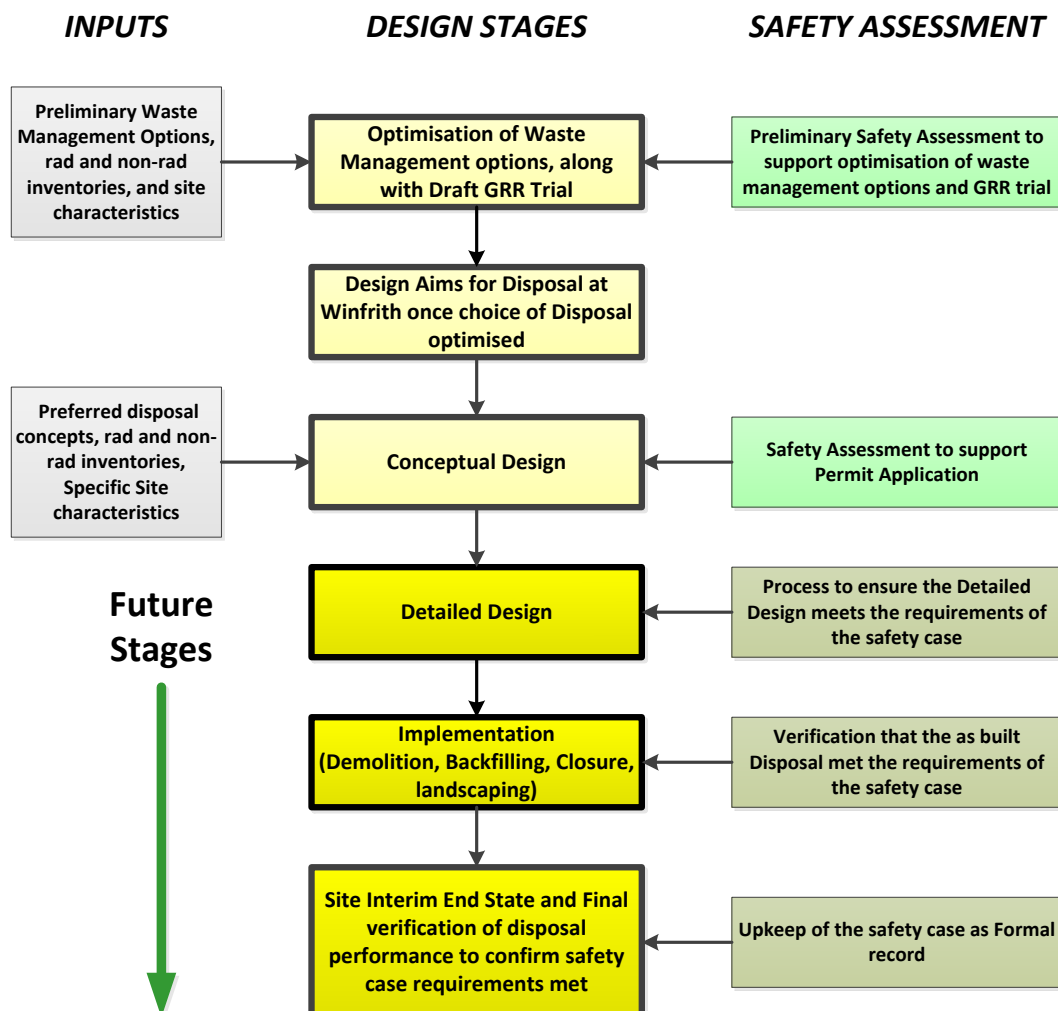 INPUTS
DESIGN STAGES
SAFETY ASSESSMENT
Preliminary Waste
Management Options,
rad and non-rad
inventories, and site
characteristics
Optimisation of Waste
Management options, along
with Draft GRR Trial
Preliminary Safety Assessment to
support optimisation of waste
management options and GRR trial
Design Aims for Disposal at
Winfrith once choice of Disposal
optimised
Preferred disposal
concepts, rad and non-
rad inventories,
Specific Site
characteristics
Conceptual Design
Safety Assessment to support
Permit Application
Future
Stages
Detailed Design
Process to ensure the Detailed
Design meets the requirements of
the safety case
Implementation
(Demolition, Backfilling, Closure,
landscaping)
Verification that the as built
Disposal met the requirements of
the safety case
Site Interim End State and Final
verification of disposal
performance to confirm safety
case requirements met
Upkeep of the safety case as Formal
record